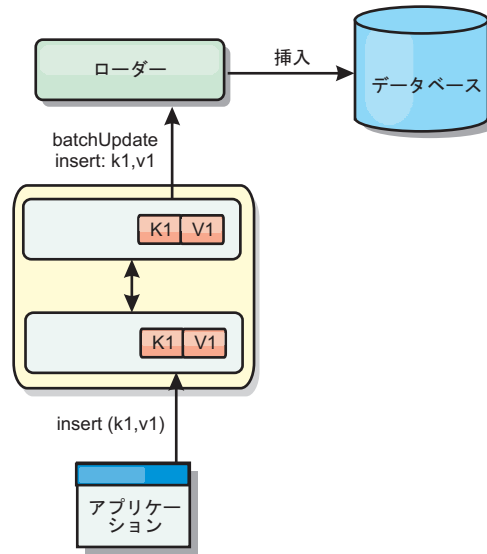 ローダー
挿入
データベース
batchUpdate
insert: k1,v1
K1 V1
K1 V1
insert (k1,v1)
アプリケー
ション